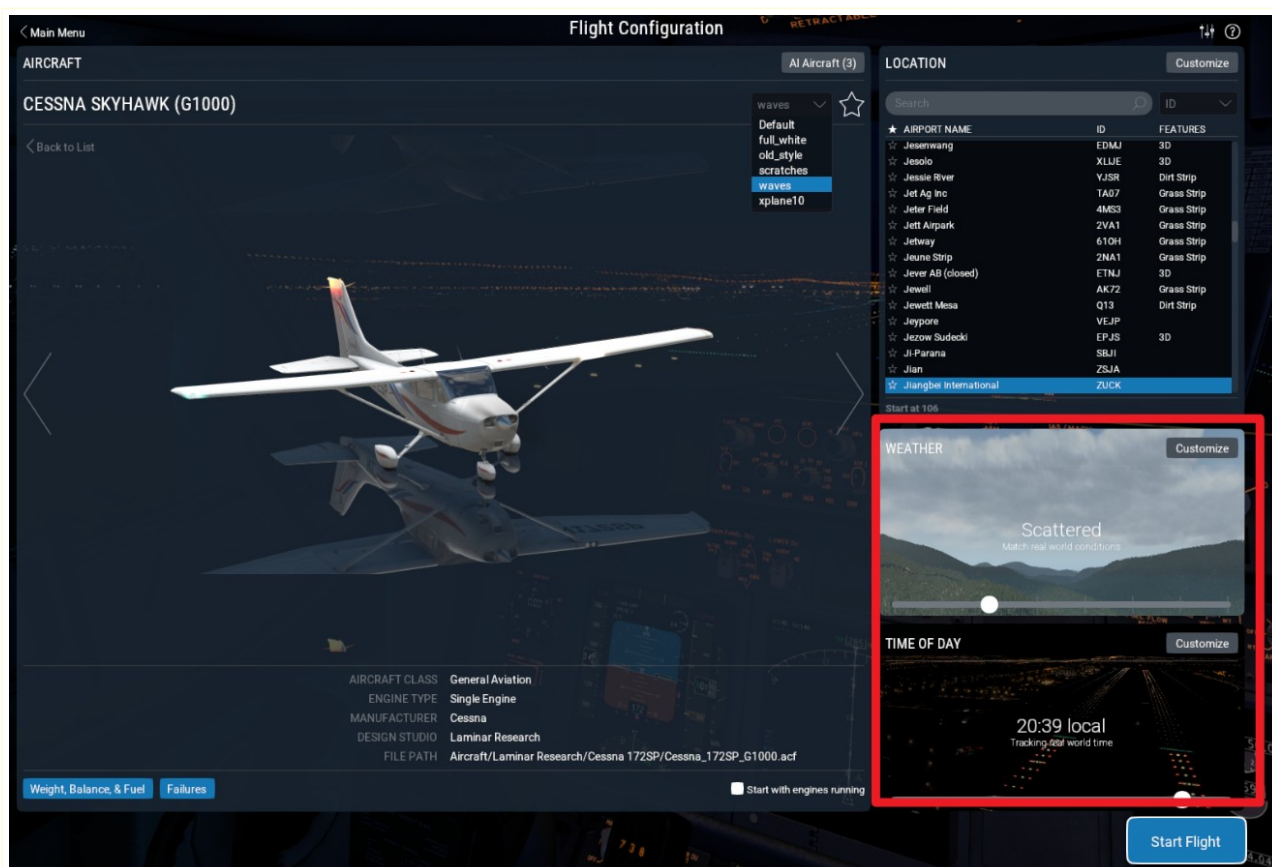 Main Menu
Flight Configuration
AIRCRAFT
AI Aircraft (3)
CESSNA SKYHAWK (G1000)
waves
Default
full_white
old_style
scratches
waves
xplane10
Back to List
AIRCRAFT CLASS General Aviation
ENGINE TYPE Single Engine
MANUFACTURER Cessna
DESIGN STUDIO Laminar Research
FILE PATH Aircraft/Laminar Research/Cessna 172SP/Cessna_172SP_G1000.acf
Weight, Balance, & Fuel
Failures
Start with engines running
LOCATION
Customize
Search
ID
AIRPORT NAME ID FEATURES
Jesenwang EDMJ 3D
Jesolo XLIJE 3D
Jessie River YJSR Dirt Strip
Jet Ag Inc TA07 Grass Strip
Jeter Field 4MS3 Grass Strip
Jett Airpark 2VA1 Grass Strip
Jetway 61OH Grass Strip
Jeune Strip 2NA1 Grass Strip
Jever AB (closed) ETNJ 3D
Jewell AK72 Grass Strip
Jewett Mesa Q13 Dirt Strip
Jeypore VEJP
Jezow Sudecki EPJS 3D
Ji-Parana SBJI
Jian ZSJA
Jiangbei International ZUCK
Start at 106
WEATHER
Customize
Scattered
Match real world conditions
TIME OF DAY
Customize
20:39 local
Tracking real world time
Start Flight